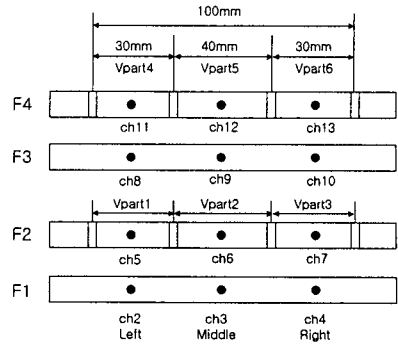 100mm
30mm 40mm 30mm
Vpart4 Vpart5 Vpart6
F4
ch11 ch12 ch13
F3
ch8 ch9 ch10
Vpart1 Vpart2 Vpart3
F2
ch5 ch6 ch7
F1
ch2 ch3 ch4
Left Middle Right